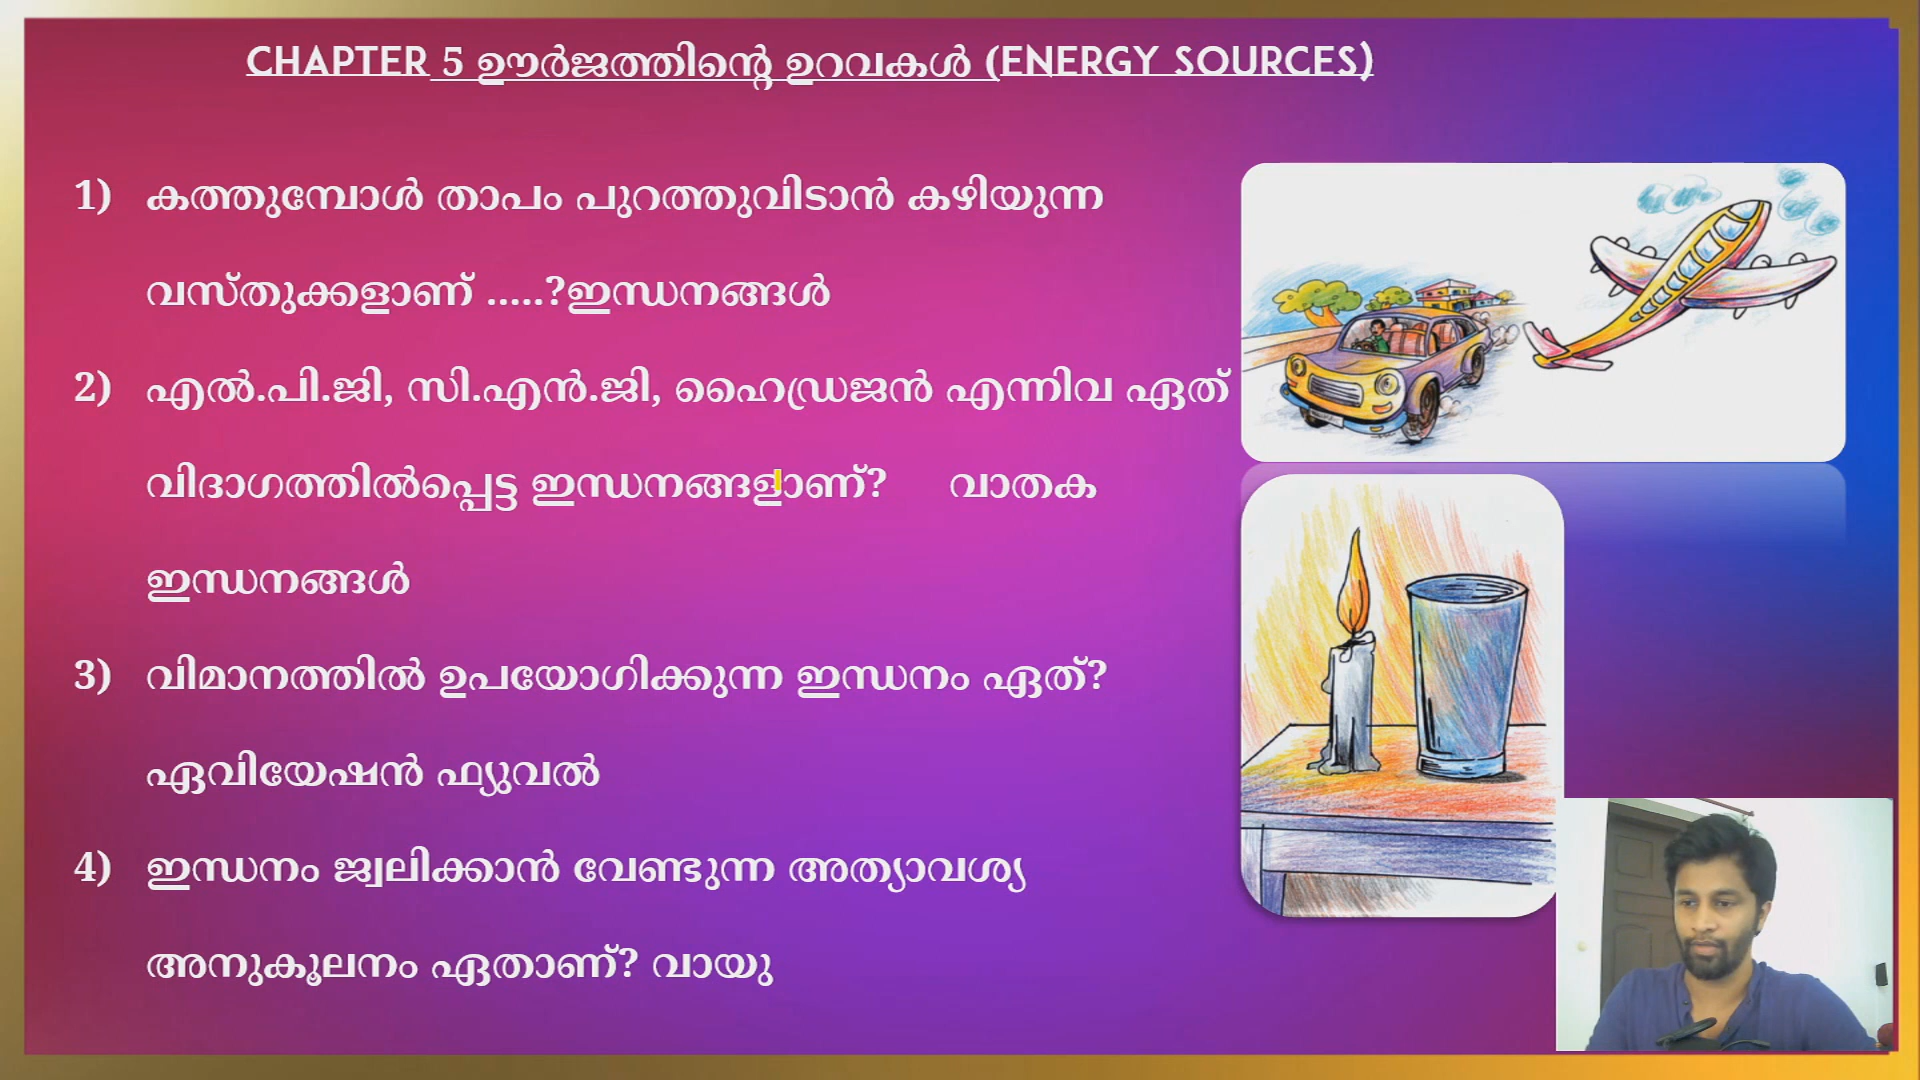 CHAPTER 5 ഊർജത്തിന്റെ ഉറവകൾ (ENERGY SOURCES)
1) കത്തുമ്പോൾ താപം പുറത്തുവിടാൻ കഴിയുന്ന
വസ്തുക്കളാണ് .....?ഇന്ധനങ്ങൾ
2) എൽ.പി.ജി, സി.എൻ.ജി, ഹൈഡ്രജൻ എന്നിവ ഏത്
വിദാഗത്തിൽപ്പെട്ട ഇന്ധനങ്ങളാണ്? വാതക
ഇന്ധനങ്ങൾ
3) വിമാനത്തിൽ ഉപയോഗിക്കുന്ന ഇന്ധനം ഏത്?
ഏവിയേഷൻ ഫ്യുവൽ
4) ഇന്ധനം ജ്വലിക്കാൻ വേണ്ടുന്ന അത്യാവശ്യ
അനുകൂലനം ഏതാണ്? വായു